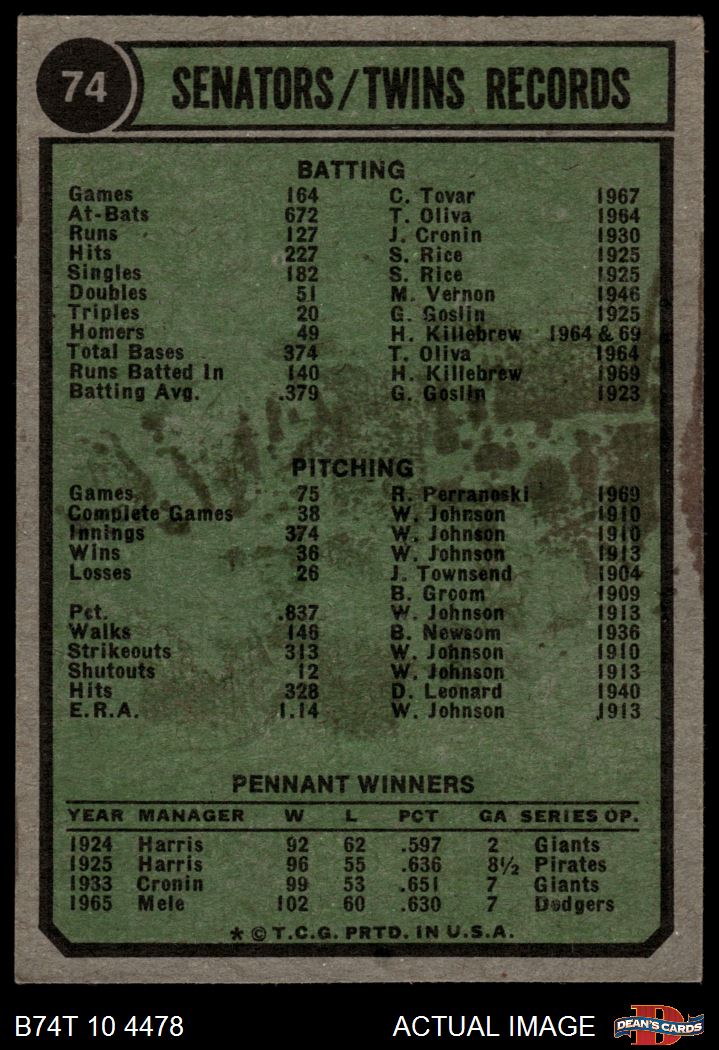 74
SENATORS/TWINS RECORDS
BATTING
Games 164 C. Tovar 1967
At-Bats 672 T. Oliva 1964
Runs 127 J. Cronin 1930
Hits 227 S. Rice 1925
Singles 182 S. Rice 1925
Doubles 51 M. Vernon 1946
Triples 20 G. Goslin 1925
Homers 49 H. Killebrew 1964 & 69
Total Bases 374 T. Oliva 1964
Runs Batted In 140 H. Killebrew 1969
Batting Avg. .379 G. Goslin 1923
PITCHING
Games 75 R. Perranoski 1969
Complete Games 38 W. Johnson 1910
Innings 374 W. Johnson 1910
Wins 36 W. Johnson 1913
Losses 26 J. Townsend 1904
B. Groom 1909
Pct. .837 W. Johnson 1913
Walks 146 B. Newsom 1936
Strikeouts 313 W. Johnson 1910
Shutouts 12 W. Johnson 1913
Hits 328 D. Leonard 1940
E.R.A. 1.14 W. Johnson 1913
PENNANT WINNERS
YEAR MANAGER W L PCT GA SERIES OP.
1924 Harris 92 62 .597 2 Giants
1925 Harris 96 55 .636 8½ Pirates
1933 Cronin 99 53 .651 7 Giants
1965 Mele 102 60 .630 7 Dodgers
* © T.C.G. PRTD. IN U.S.A.
B74T 10 4478 ACTUAL IMAGE DEAN'S CARDS